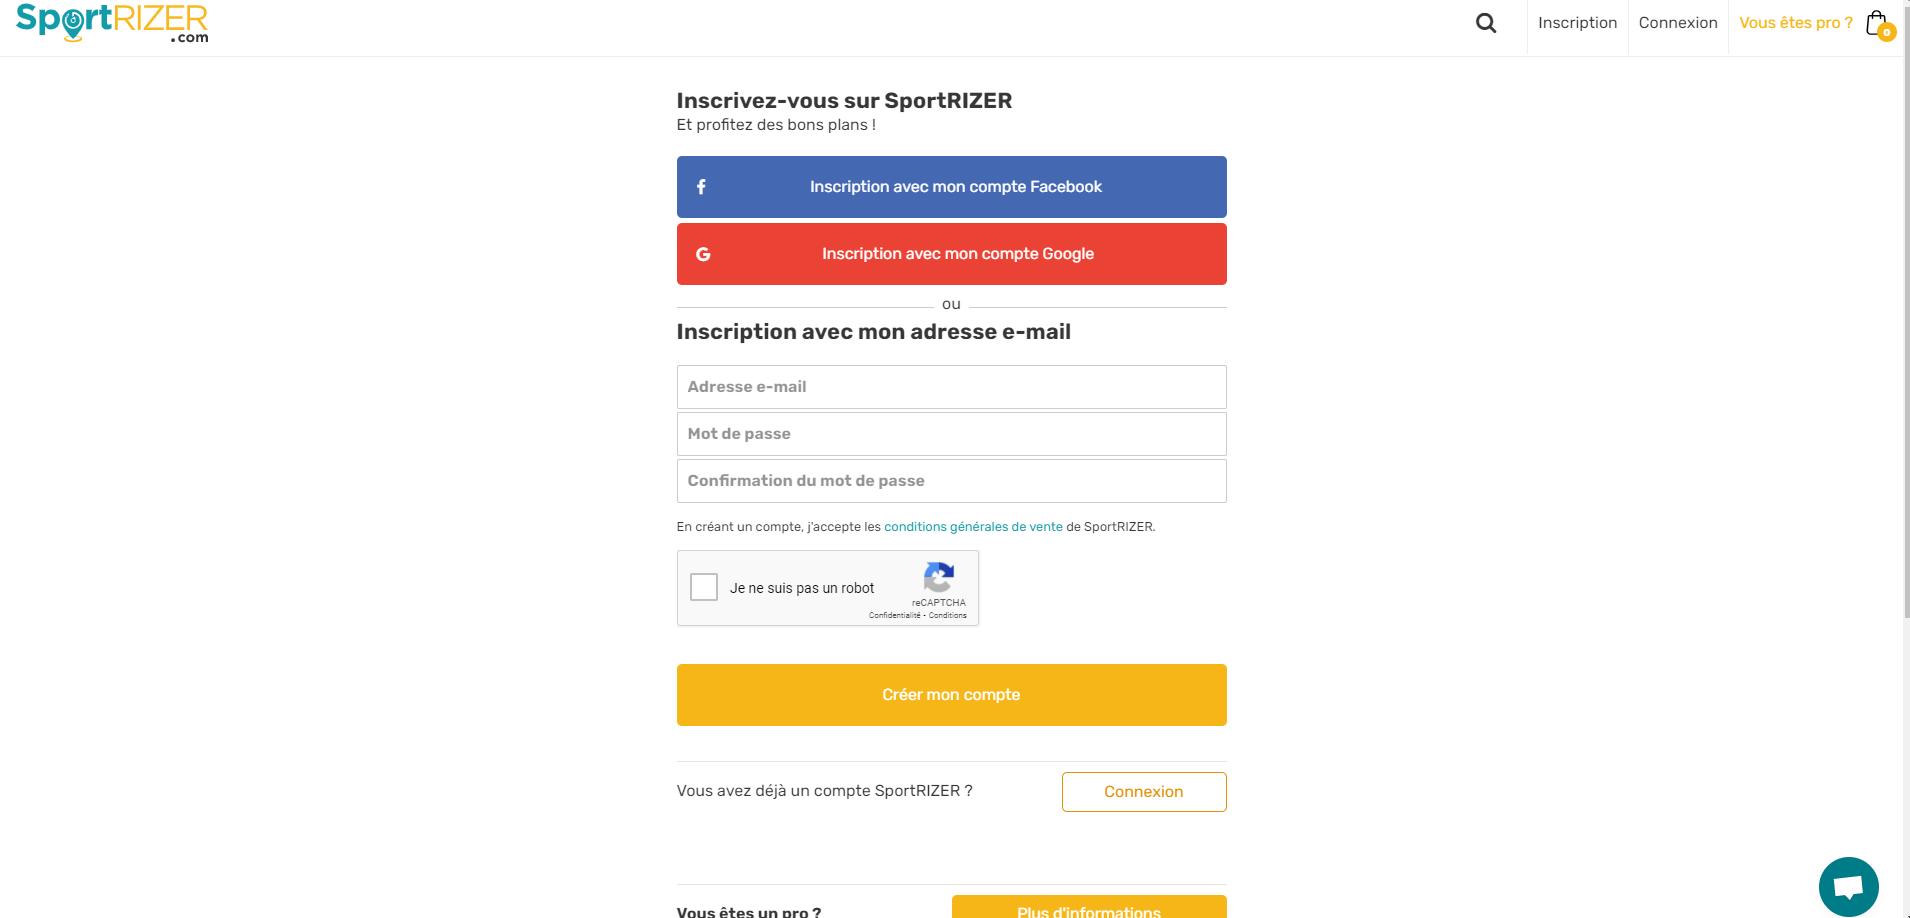 SportRIZER
.com
Inscription
Connexion
Vous êtes pro ?
0
Inscrivez-vous sur SportRIZER
Et profitez des bons plans !
Inscription avec mon compte Facebook
Inscription avec mon compte Google
ou
Inscription avec mon adresse e-mail
Adresse e-mail
Mot de passe
Confirmation du mot de passe
En créant un compte, j'accepte les conditions générales de vente de SportRIZER.
Je ne suis pas un robot
reCAPTCHA
Confidentialité - Conditions
Créer mon compte
Vous avez déjà un compte SportRIZER ?
Connexion
Vous êtes un pro ?
Plus d'informations